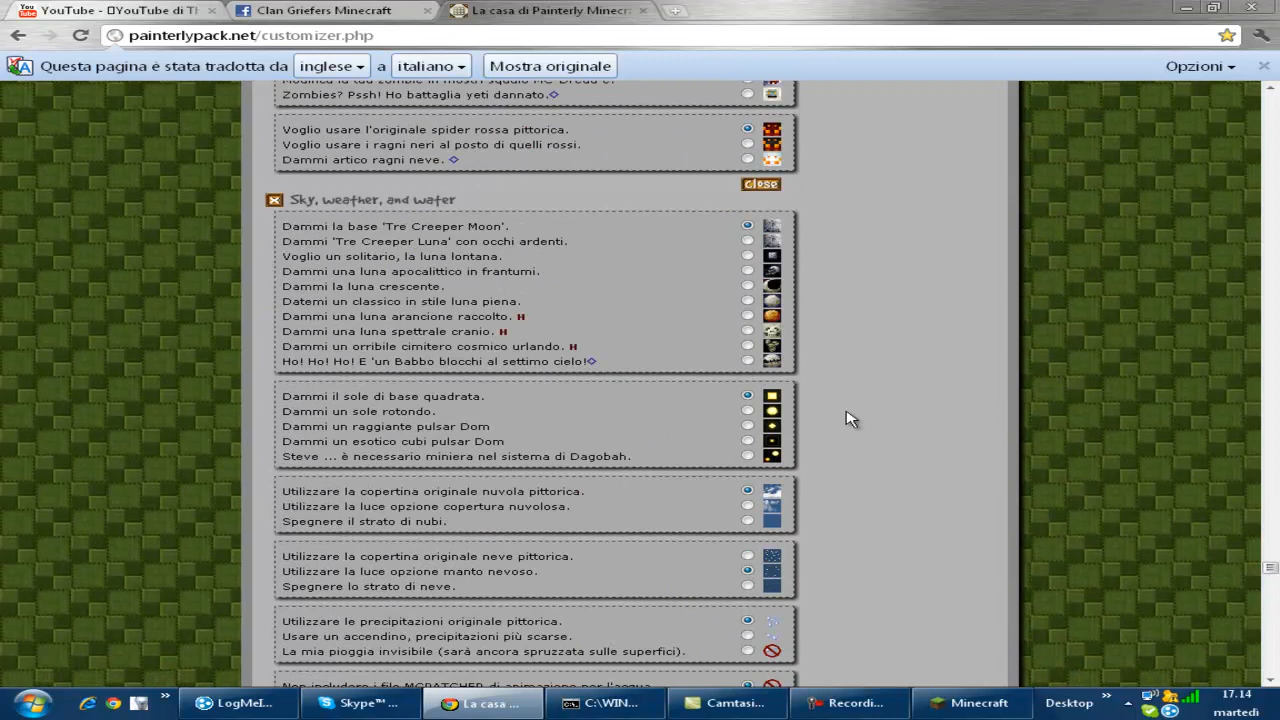 YouTube - YouTube di Th
Clan Griefers Minecraft
La casa di Painterly Minecr
painterlypack.net/customizer.php
Questa pagina è stata tradotta da inglese a italiano Mostra originale Opzioni
Zombies? Pssh! Ho battaglia yeti dannato.
Voglio usare l'originale spider rossa pittorica.
Voglio usare i ragni neri al posto di quelli rossi.
Dammi artico ragni neve.
Close
Sky, weather, and water
Dammi la base 'Tre Creeper Moon'.
Dammi 'Tre Creeper Luna' con occhi ardenti.
Voglio un solitario, la luna lontana.
Dammi una luna apocalittico in frantumi.
Dammi la luna crescente.
Datemi un classico in stile luna piena.
Dammi una luna arancione raccolto. H
Dammi una luna spettrale cranio. H
Dammi un orribile cimitero cosmico urlando. H
Ho! Ho! Ho! E 'un Babbo blocchi al settimo cielo!
Dammi il sole di base quadrata.
Dammi un sole rotondo.
Dammi un raggiante pulsar Dom
Dammi un esotico cubi pulsar Dom
Steve ... è necessario miniera nel sistema di Dagobah.
Utilizzare la copertina originale nuvola pittorica.
Utilizzare la luce opzione copertura nuvolosa.
Spegnere il strato di nubi.
Utilizzare la copertina originale neve pittorica.
Utilizzare la luce opzione manto nevoso.
Spegnere lo strato di neve.
Utilizzare le precipitazioni originale pittorica.
Usare un accendino, precipitazioni più scarse.
La mia pioggia invisibile (sarà ancora spruzzata sulle superfici).
Non includere i file MCPATCHER di animazione per l'acqua.
LogMeI...
Skype™ ...
La casa ...
C:\WIN...
Camtasi...
Recordi...
Minecraft
Desktop
17.14
martedì